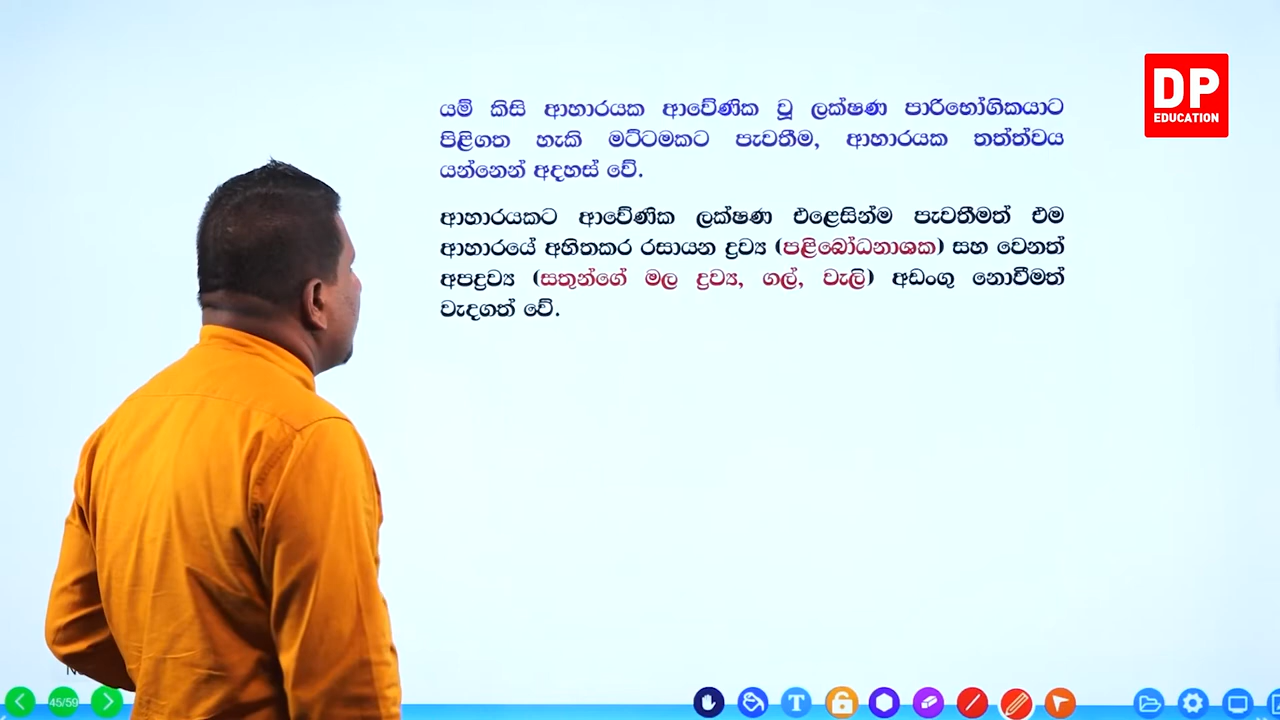 DP
EDUCATION
යම් කිසි ආහාරයක ආවේණික වූ ලක්ෂණ පාරිභෝගිකයාට
පිළිගත හැකි මට්ටමකට පැවතීම, ආහාරයක තත්ත්වය
යන්නෙන් අදහස් වේ.
ආහාරයකට ආවේණික ලක්ෂණ එළෙසින්ම පැවතීමත් එම
ආහාරයේ අහිතකර රසායන ද්‍රව්‍ය (පළිබෝධනාශක) සහ වෙනත්
අපද්‍රව්‍ය (සතුන්ගේ මල ද්‍රව්‍ය, ගල්, වැලි) අඩංගු නොවීමත්
වැදගත් වේ.
45/59
T